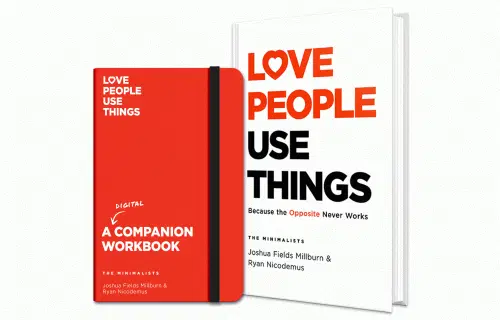 LOVE
PEOPLE
USE
THINGS
DIGITAL
A COMPANION
WORKBOOK
THE MINIMALISTS
Joshua Fields Millburn &
Ryan Nicodemus
LOVE
PEOPLE
USE
THINGS
Because the Opposite Never Works
THE MINIMALISTS
Joshua Fields Millburn &
Ryan Nicodemus